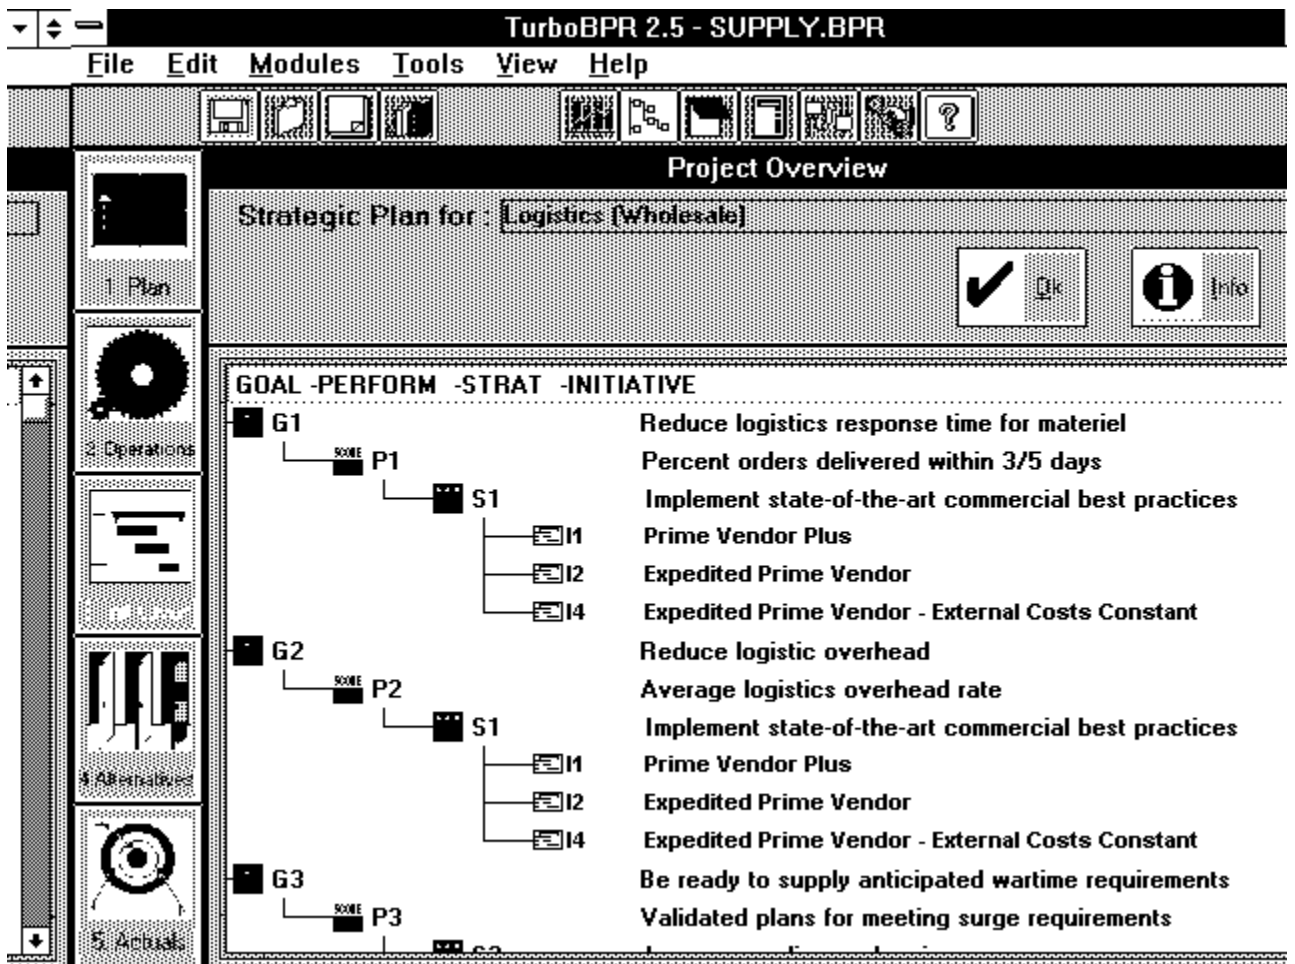 TurboBPR 2.5 - SUPPLY.BPR
File Edit Modules Tools View Help
Project Overview
Strategic Plan for : Logistics (Wholesale)
Ok Info
1. Plan
2. Operations
4. Alternatives
5. Actuals
GOAL -PERFORM -STRAT -INITIATIVE
G1 Reduce logistics response time for materiel
SCORE P1 Percent orders delivered within 3/5 days
S1 Implement state-of-the-art commercial best practices
I1 Prime Vendor Plus
I2 Expedited Prime Vendor
I4 Expedited Prime Vendor - External Costs Constant
G2 Reduce logistic overhead
SCORE P2 Average logistics overhead rate
S1 Implement state-of-the-art commercial best practices
I1 Prime Vendor Plus
I2 Expedited Prime Vendor
I4 Expedited Prime Vendor - External Costs Constant
G3 Be ready to supply anticipated wartime requirements
SCORE P3 Validated plans for meeting surge requirements